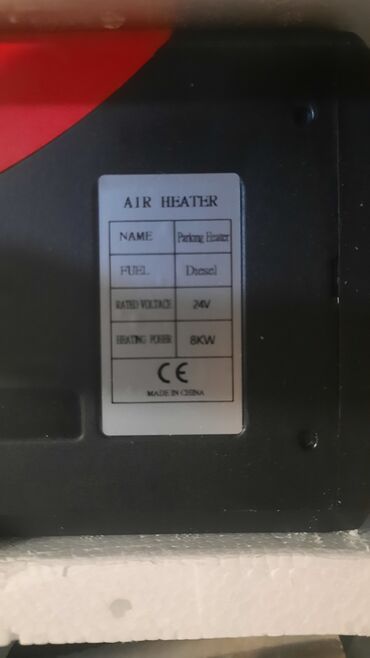 AIR HEATER
NAME Parking Heater
FUEL Diesel
RATED VOLTAGE 24V
HEATING POWER 8KW
CE
MADE IN CHINA